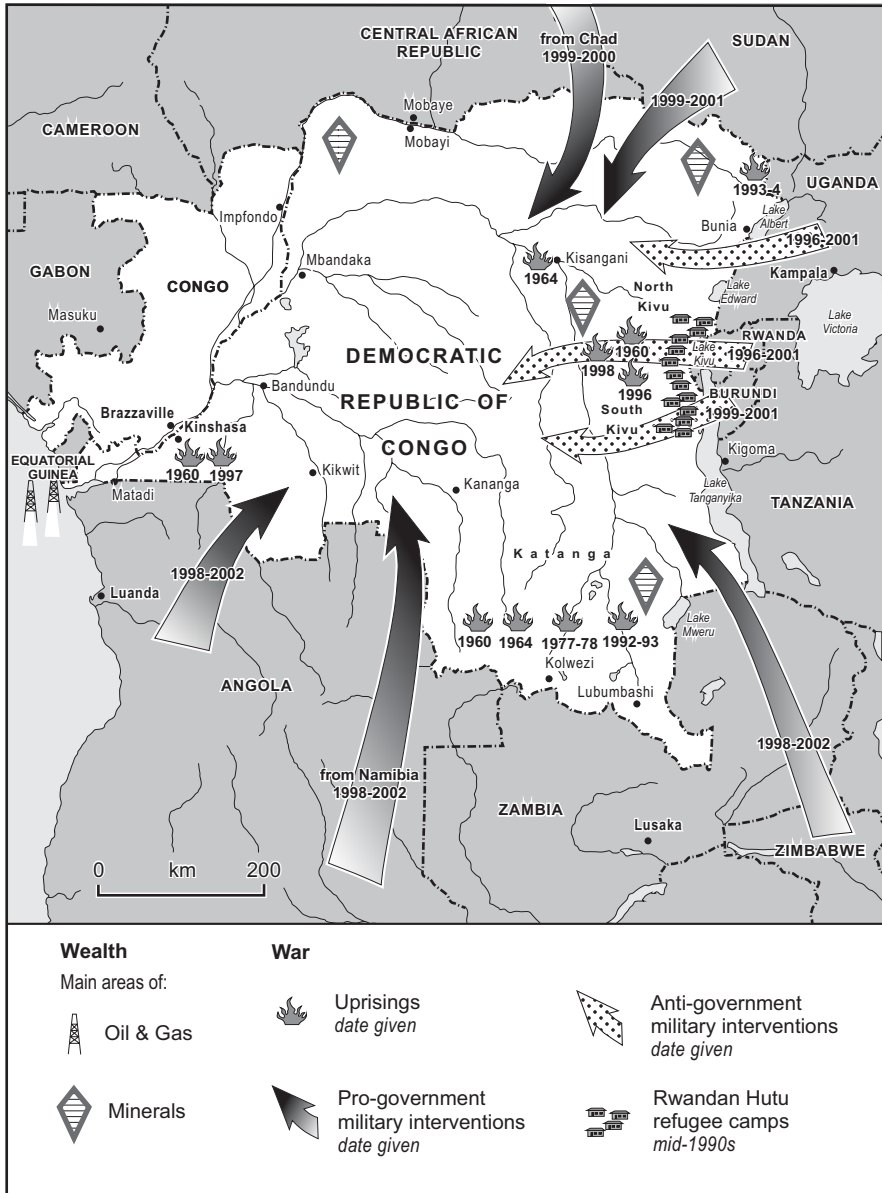 CENTRAL AFRICAN
REPUBLIC
from Chad
1999-2000
SUDAN
1999-2001
CAMEROON
Mobaye
Mobayi
1993-4
UGANDA
Lake
Albert
Impfondo
Bunia
1996-2001
Mbandaka
Kisangani
1964
GABON
CONGO
Kampala
North
Kivu
Lake
Edward
Masuku
Lake
Victoria
DEMOCRATIC
REPUBLIC OF
CONGO
1960
1998
RWANDA
Lake
Kivu
1996-2001
1996
Bandundu
BURUNDI
1999-2001
South
Kivu
Brazzaville
Kinshasa
1960
1997
EQUATORIAL
GUINEA
Matadi
Kikwit
Kananga
Kigoma
Lake
Tanganyika
TANZANIA
Katanga
1998-2002
Luanda
Lake
Mweru
1960
1964
1977-78
1992-93
Kolwezi
Lubumbashi
ANGOLA
1998-2002
from Namibia
1998-2002
ZAMBIA
Lusaka
ZIMBABWE
0 km 200
Wealth
Main areas of:
Oil & Gas
Minerals
War
Uprisings
date given
Pro-government
military interventions
date given
Anti-government
military interventions
date given
Rwandan Hutu
refugee camps
mid-1990s